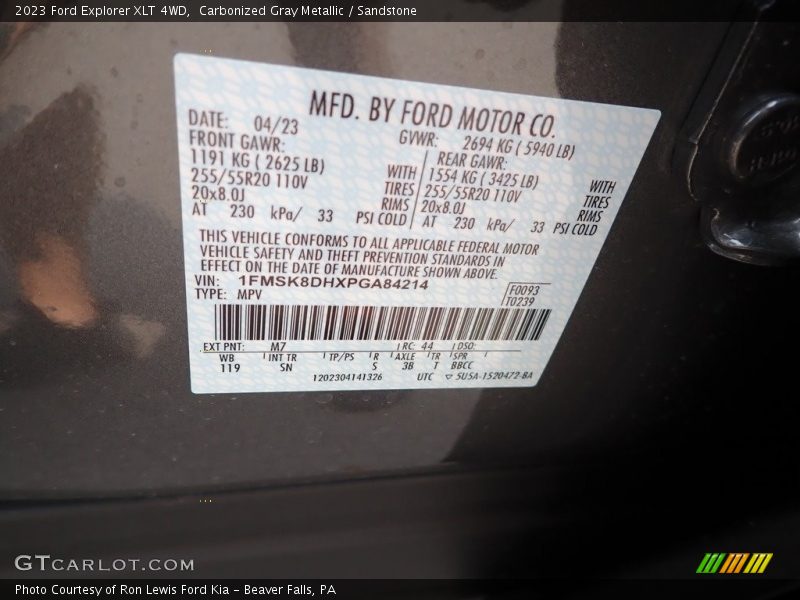 2023 Ford Explorer XLT 4WD, Carbonized Gray Metallic / Sandstone
MFD. BY FORD MOTOR CO.
DATE: 04/23 GVWR: 2694 KG ( 5940 LB)
FRONT GAWR: REAR GAWR:
1191 KG ( 2625 LB) WITH 1554 KG ( 3425 LB) WITH
255/55R20 110V TIRES 255/55R20 110V TIRES
20x8.0J RIMS 20x8.0J RIMS
AT 230 kPa/ 33 PSI COLD AT 230 kPa/ 33 PSI COLD
THIS VEHICLE CONFORMS TO ALL APPLICABLE FEDERAL MOTOR
VEHICLE SAFETY AND THEFT PREVENTION STANDARDS IN
EFFECT ON THE DATE OF MANUFACTURE SHOWN ABOVE.
VIN: 1FMSK8DHXPGA84214 F0093
TYPE: MPV T0239
EXT PNT: M7 RC: 44 DSO:
WB INT TR TP/PS R AXLE TR SPR
119 SN S 3B T BBCC
1202304141326 UTC ▽ SU5A-1520472-BA
GTCARLOT.COM
Photo Courtesy of Ron Lewis Ford Kia - Beaver Falls, PA